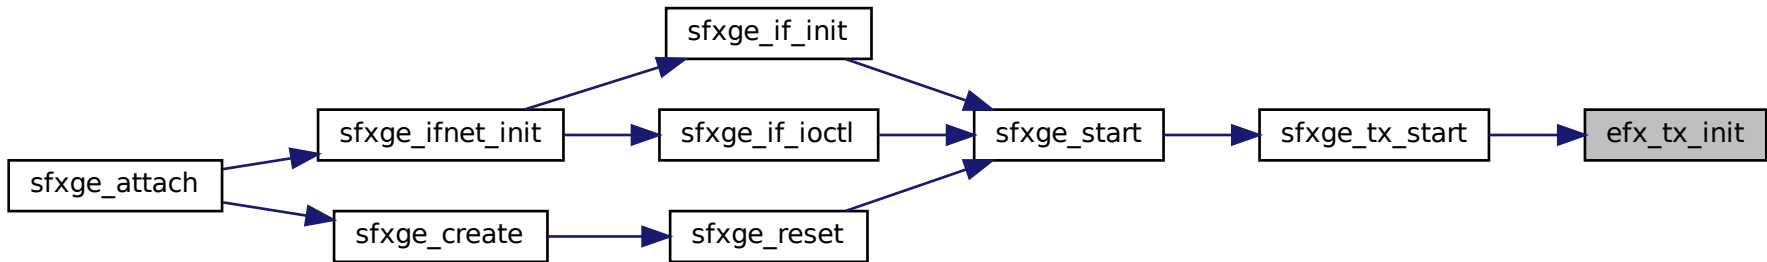 sfxge_if_init
sfxge_ifnet_init
sfxge_if_ioctl
sfxge_start
sfxge_tx_start
efx_tx_init
sfxge_attach
sfxge_create
sfxge_reset